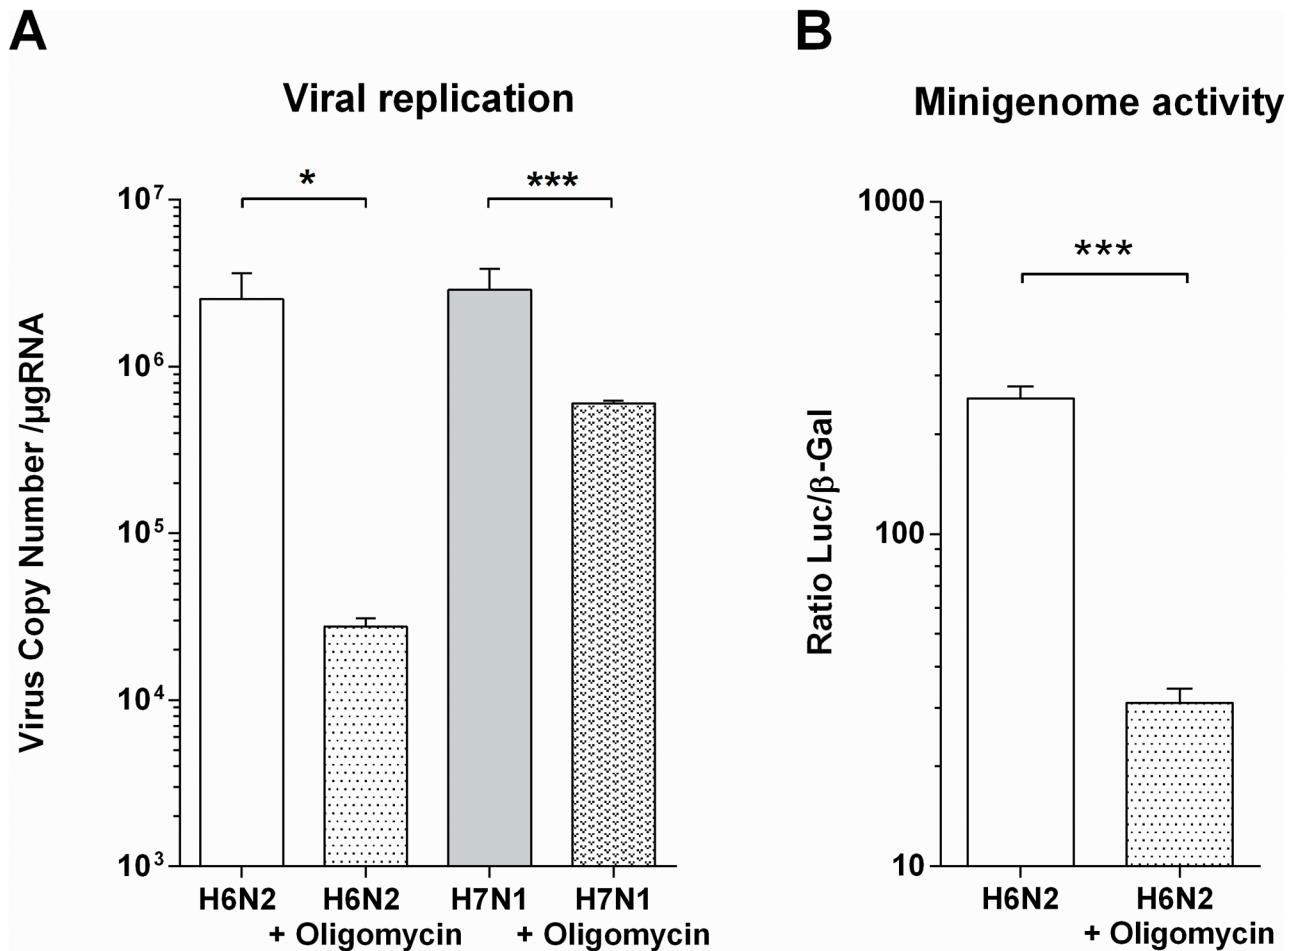 A
Viral replication
Virus Copy Number /µgRNA
10⁷
10⁶
10⁵
10⁴
10³
*
***
H6N2 H6N2 H7N1 H7N1
+ Oligomycin + Oligomycin
B
Minigenome activity
Ratio Luc/β-Gal
1000
100
10
***
H6N2 H6N2
+ Oligomycin